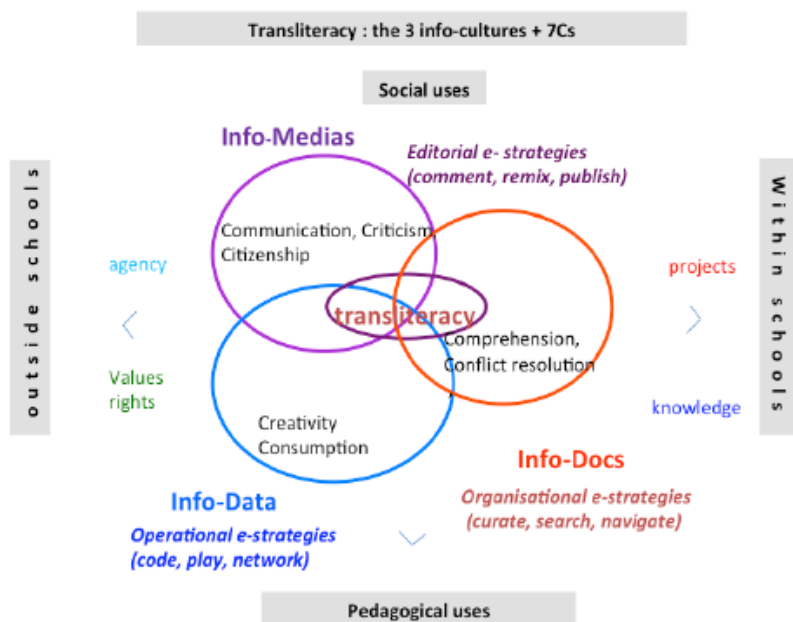 Transliteracy : the 3 info-cultures + 7Cs
Social uses
Info-Medias
Editorial e- strategies
(comment, remix, publish)
outside schools
Within schools
Communication, Criticism,
Citizenship
agency
projects
transliteracy
Comprehension,
Conflict resolution
Values
rights
knowledge
Creativity
Consumption
Info-Docs
Info-Data
Organisational e-strategies
(curate, search, navigate)
Operational e-strategies
(code, play, network)
Pedagogical uses